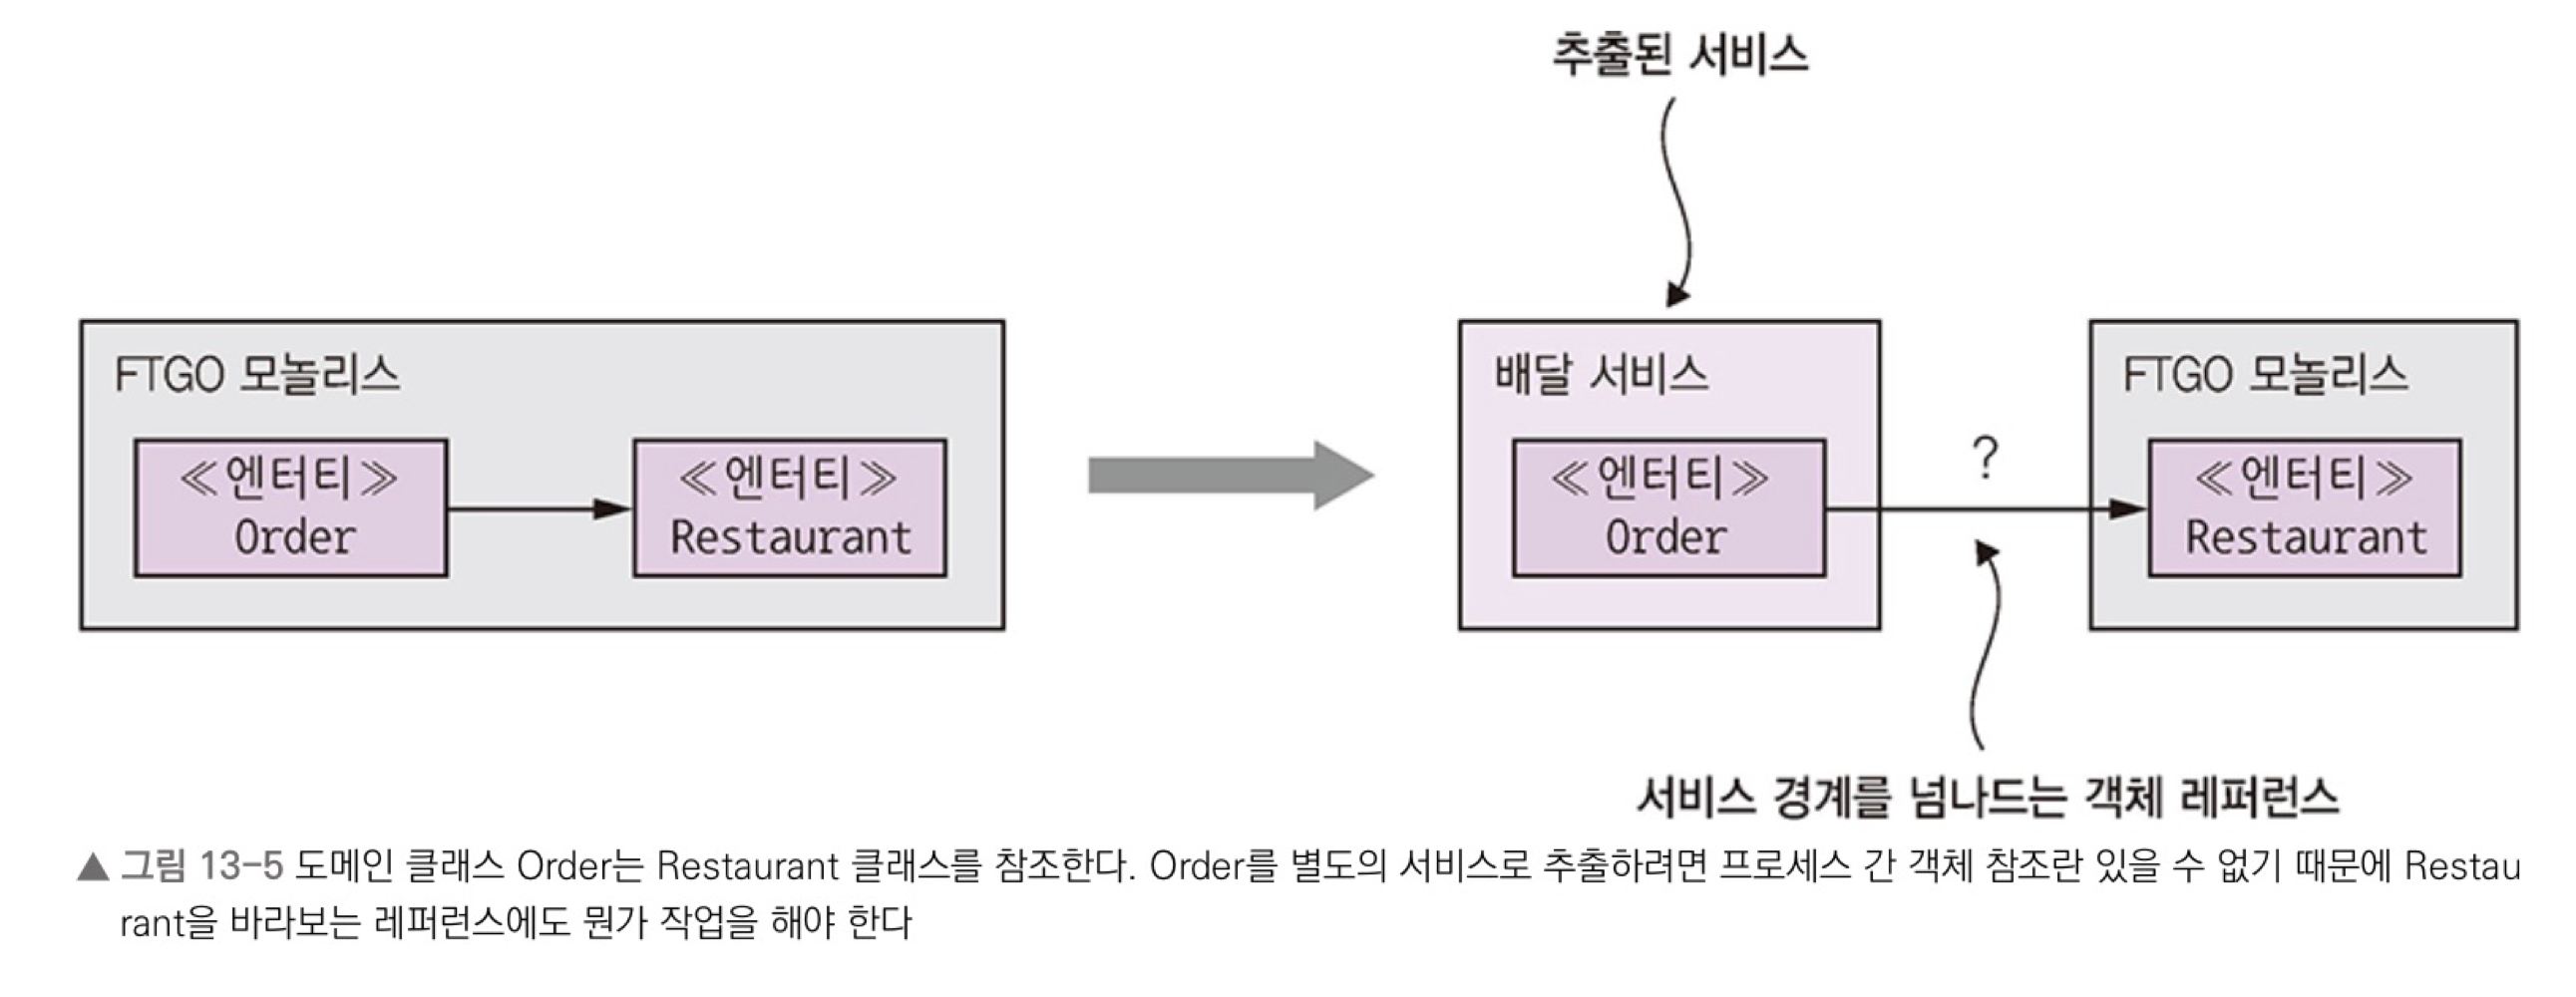 추출된 서비스
FTGO 모놀리스
≪엔터티≫
Order
≪엔터티≫
Restaurant
배달 서비스
≪엔터티≫
Order
?
FTGO 모놀리스
≪엔터티≫
Restaurant
서비스 경계를 넘나드는 객체 레퍼런스
▲ 그림 13-5 도메인 클래스 Order는 Restaurant 클래스를 참조한다. Order를 별도의 서비스로 추출하려면 프로세스 간 객체 참조란 있을 수 없기 때문에 Restau
rant을 바라보는 레퍼런스에도 뭔가 작업을 해야 한다